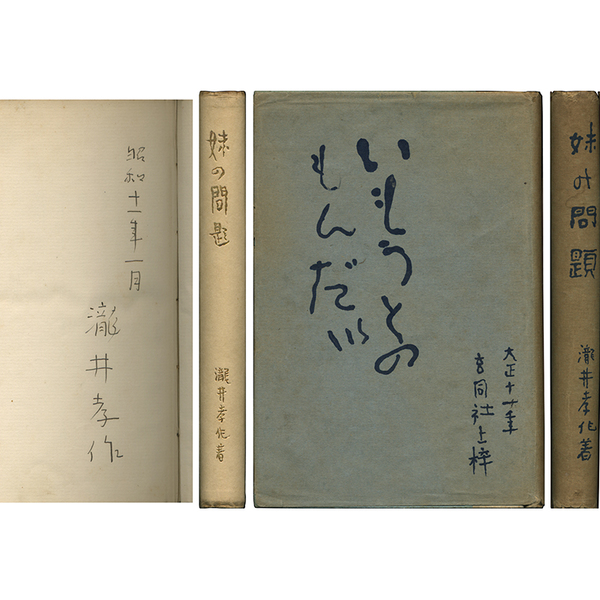 昭和十一年一月
瀧井孝作
妹の問題
瀧井孝作著
いもうとの
もんだい
大正十一年
玄同社上梓
妹の問題
瀧井孝作著